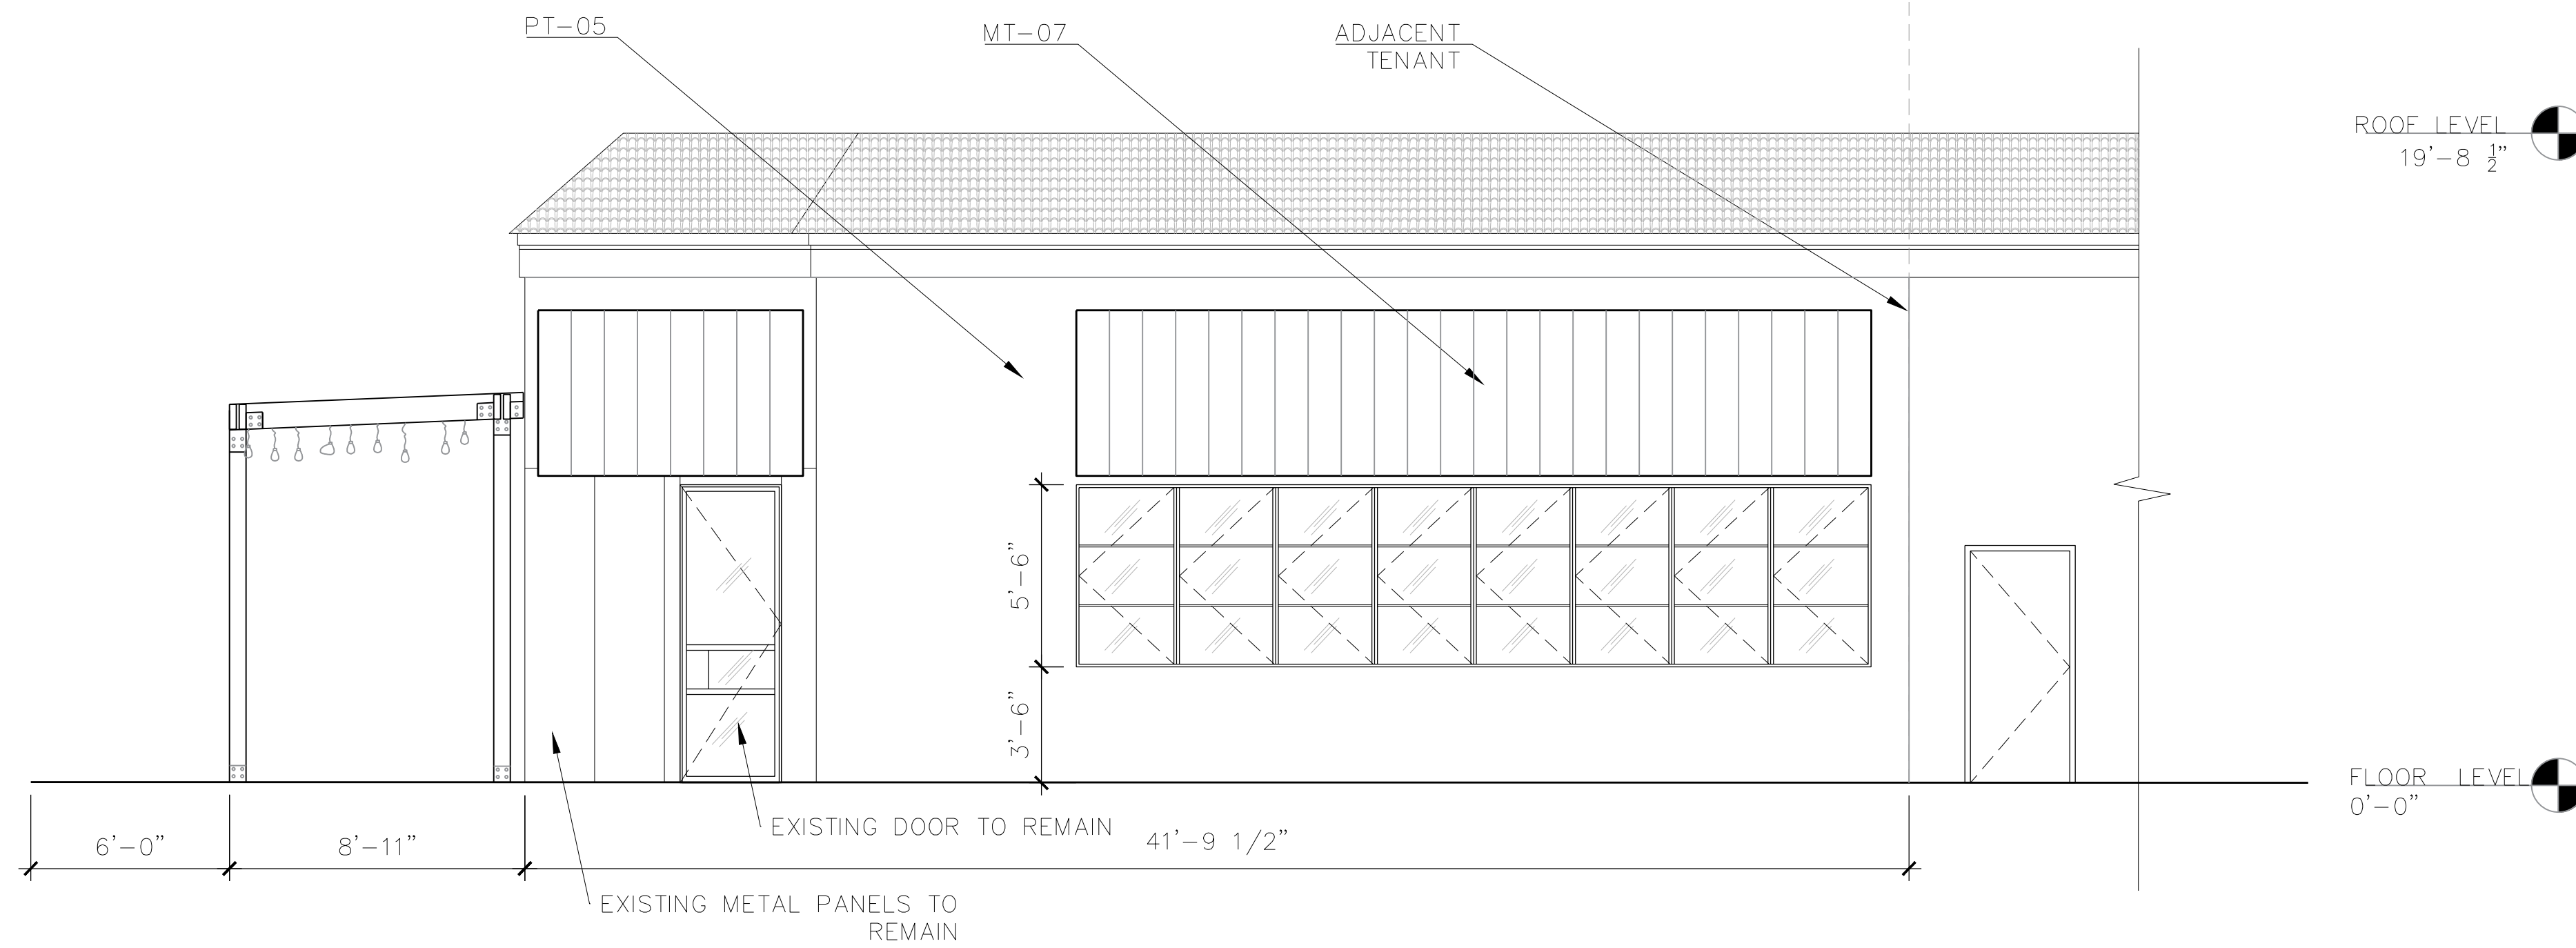 PT-05
MT-07
ADJACENT
TENANT
ROOF LEVEL
19'-8 ½"
5'-6"
3'-6"
FLOOR LEVEL
0'-0"
EXISTING DOOR TO REMAIN
6'-0"
8'-11"
41'-9 1/2"
EXISTING METAL PANELS TO
REMAIN